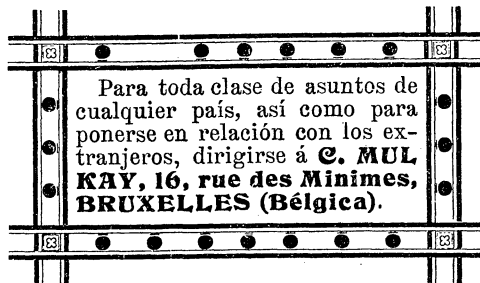 Para toda clase de asuntos de
cualquier país, así como para
ponerse en relación con los ex-
tranjeros, dirigirse á C. MUL
KAY, 16, rue des Minimes,
BRUXELLES (Bélgica).